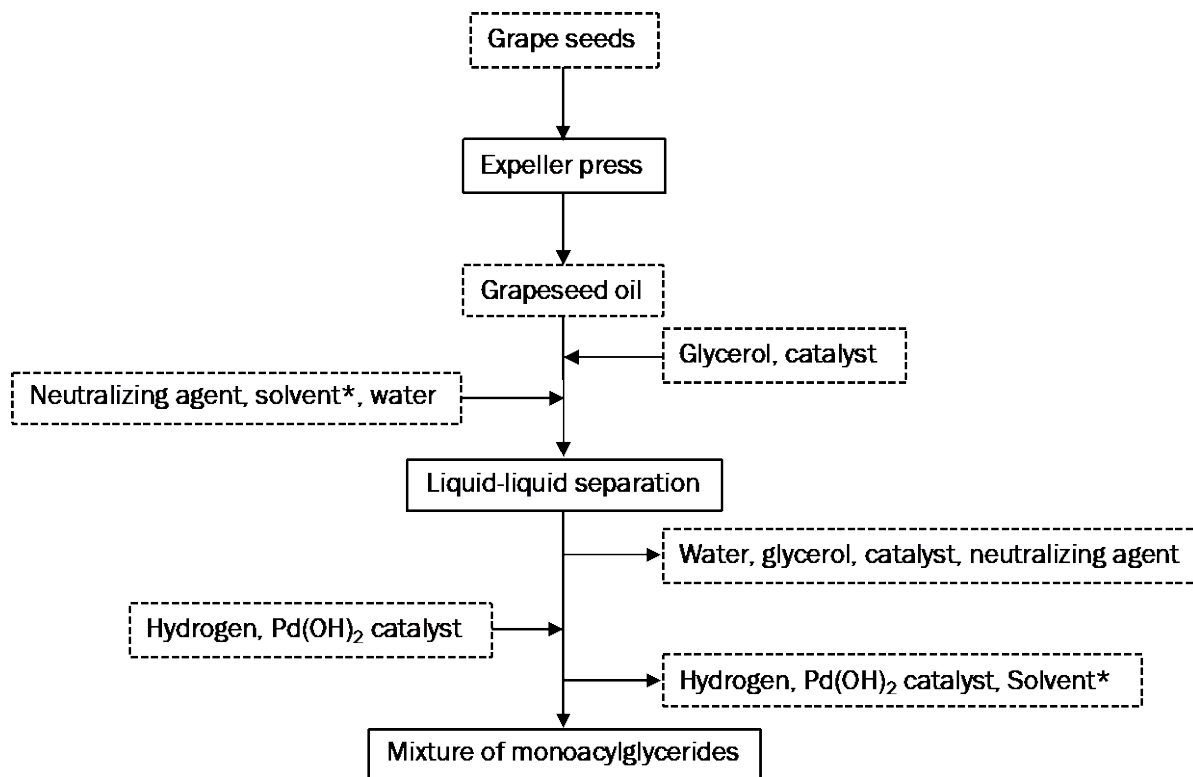 Grape seeds
Expeller press
Grapeseed oil
Glycerol, catalyst
Neutralizing agent, solvent*, water
Liquid-liquid separation
Water, glycerol, catalyst, neutralizing agent
Hydrogen, Pd(OH)₂ catalyst
Hydrogen, Pd(OH)₂ catalyst, Solvent*
Mixture of monoacylglycerides